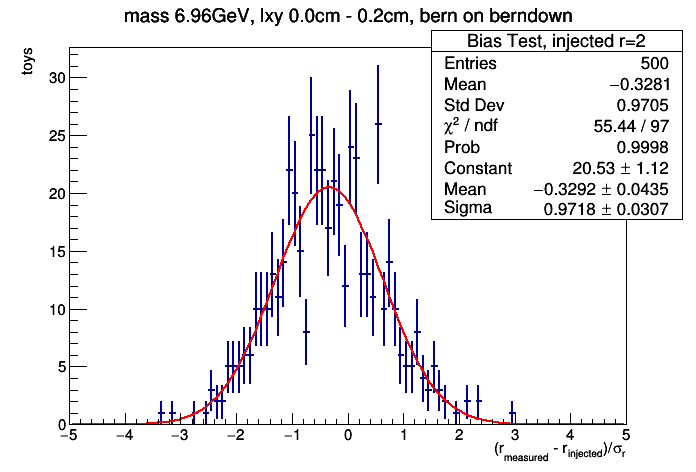 mass 6.96GeV, lxy 0.0cm - 0.2cm, bern on berndown
Bias Test, injected r=2
Entries 500
Mean −0.3281
Std Dev 0.9705
χ² / ndf 55.44 / 97
Prob 0.9998
Constant 20.53 ± 1.12
Mean −0.3292 ± 0.0435
Sigma 0.9718 ± 0.0307
toys
30
25
20
15
10
5
0
−5 −4 −3 −2 −1 0 1 2 3 4 5
(r_measured - r_injected)/σ_r